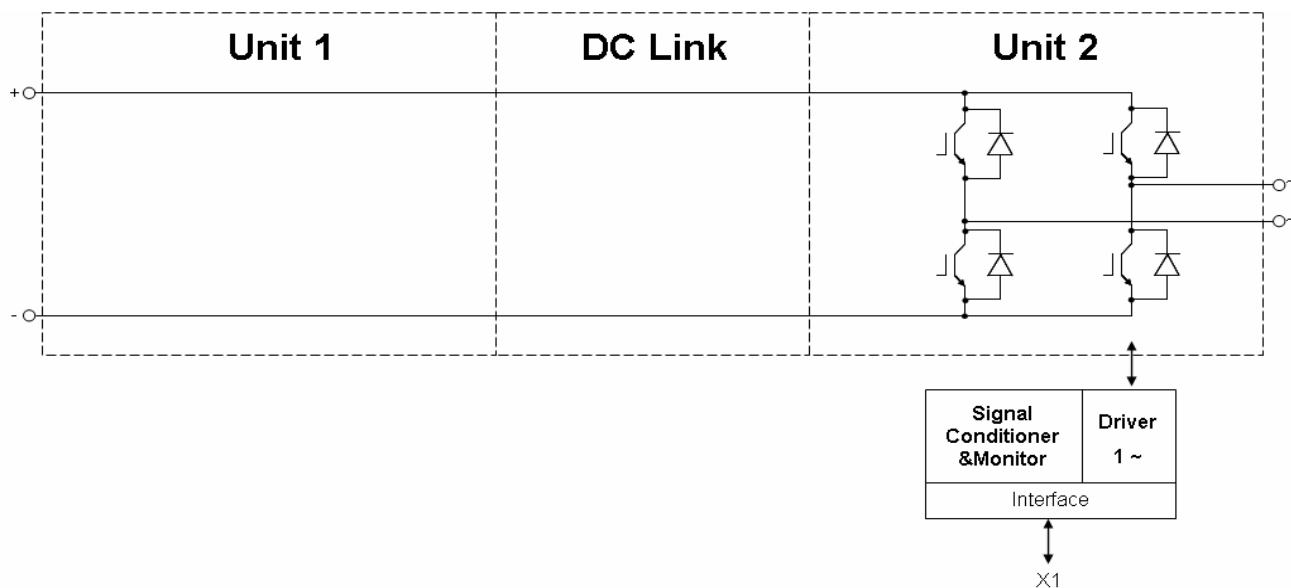 Unit 1
DC Link
Unit 2
+
~
~
-
Signal
Conditioner
&Monitor
Driver
1 ~
Interface
X1